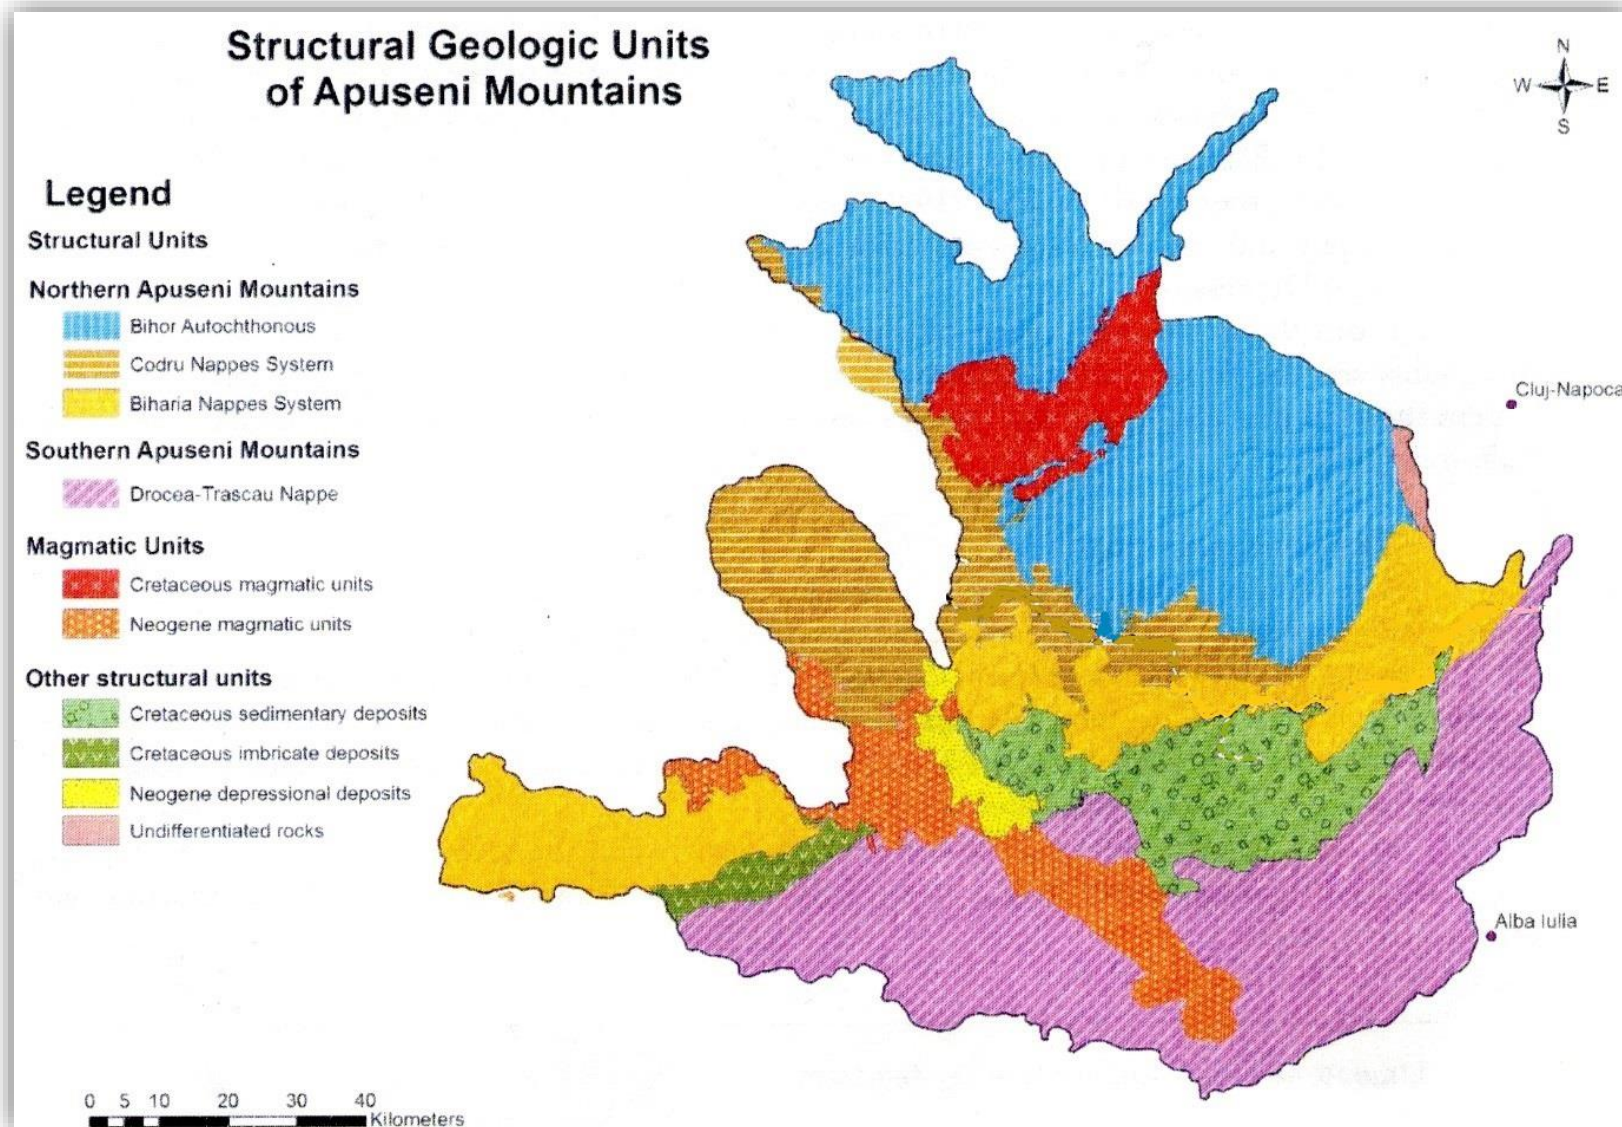 Structural Geologic Units
of Apuseni Mountains
N
W E
S
Legend
Structural Units
Northern Apuseni Mountains
Bihor Autochthonous
Codru Nappes System
Biharia Nappes System
Southern Apuseni Mountains
Drocea-Trascau Nappe
Magmatic Units
Cretaceous magmatic units
Neogene magmatic units
Other structural units
Cretaceous sedimentary deposits
Cretaceous imbricate deposits
Neogene depressional deposits
Undifferentiated rocks
Cluj-Napoca
Alba Iulia
0 5 10 20 30 40
Kilometers